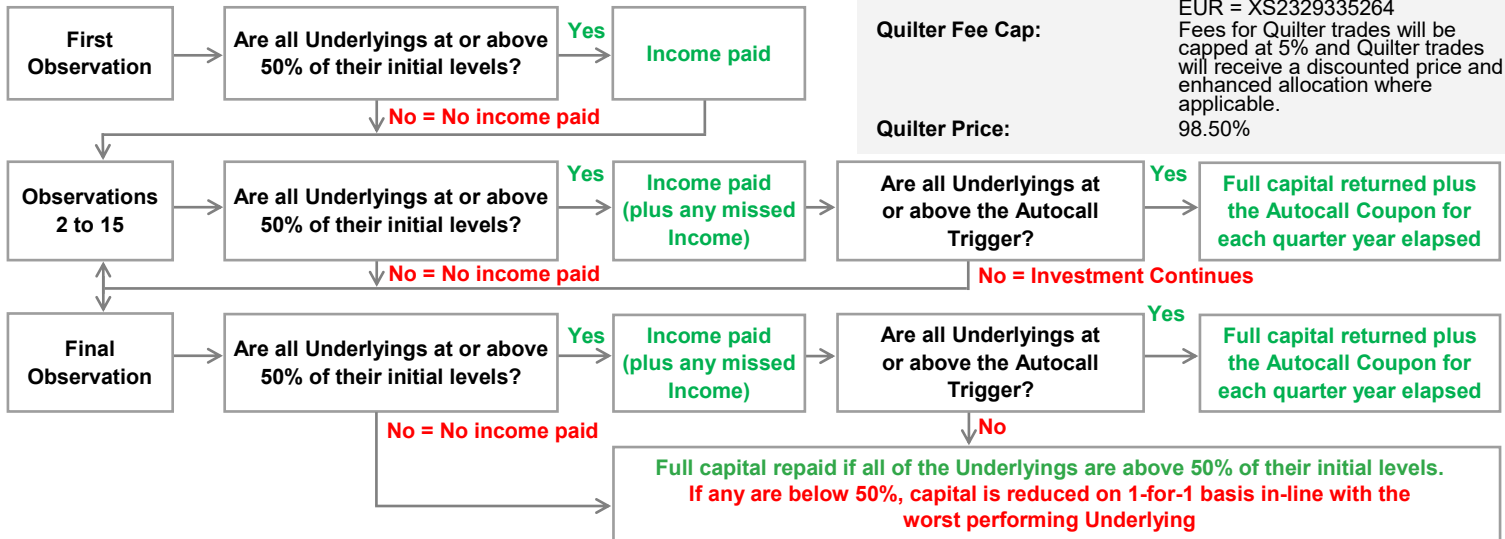 EUR = XS2329335264
Quilter Fee Cap:
Fees for Quilter trades will be
capped at 5% and Quilter trades
will receive a discounted price and
enhanced allocation where
applicable.
Quilter Price:
98.50%
First
Observation
Are all Underlyings at or above
50% of their initial levels?
Yes
Income paid
No = No income paid
Observations
2 to 15
Are all Underlyings at or above
50% of their initial levels?
Yes
Income paid
(plus any missed
Income)
Are all Underlyings at
or above the Autocall
Trigger?
Yes
Full capital returned plus
the Autocall Coupon for
each quarter year elapsed
No = No income paid
No = Investment Continues
Final
Observation
Are all Underlyings at or above
50% of their initial levels?
Yes
Income paid
(plus any missed
Income)
Are all Underlyings at
or above the Autocall
Trigger?
Yes
Full capital returned plus
the Autocall Coupon for
each quarter year elapsed
No = No income paid
No
Full capital repaid if all of the Underlyings are above 50% of their initial levels.
If any are below 50%, capital is reduced on 1-for-1 basis in-line with the
worst performing Underlying